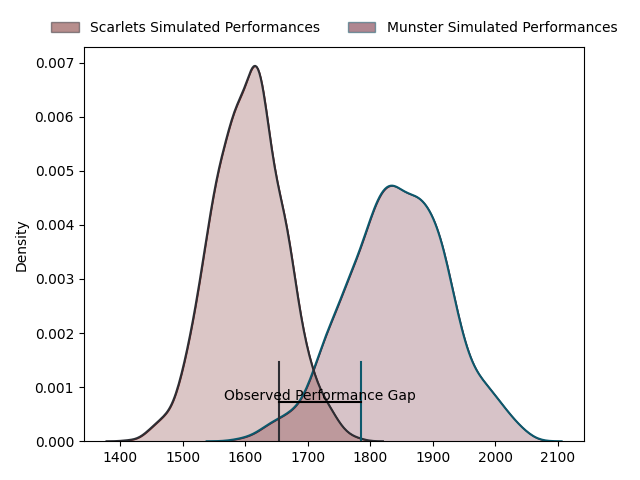 Scarlets Simulated Performances
Munster Simulated Performances
0.007
0.006
0.005
0.004
0.003
0.002
0.001
0.000
Density
Observed Performance Gap
1400 1500 1600 1700 1800 1900 2000 2100